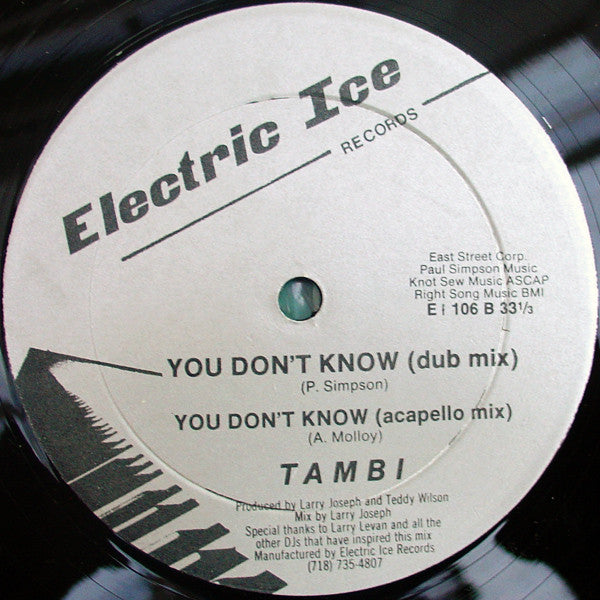 Electric Ice
RECORDS
East Street Corp.
Paul Simpson Music
Knot Sew Music ASCAP
Right Song Music BMI
E i 106 B 33⅓
YOU DON'T KNOW (dub mix)
(P. Simpson)
YOU DON'T KNOW (acapello mix)
(A. Molloy)
TAMBI
Produced by Larry Joseph and Teddy Wilson
Mix by Larry Joseph
Special thanks to Larry Levan and all the
other DJs that have inspired this mix
Manufactured by Electric Ice Records
(718) 735-4807